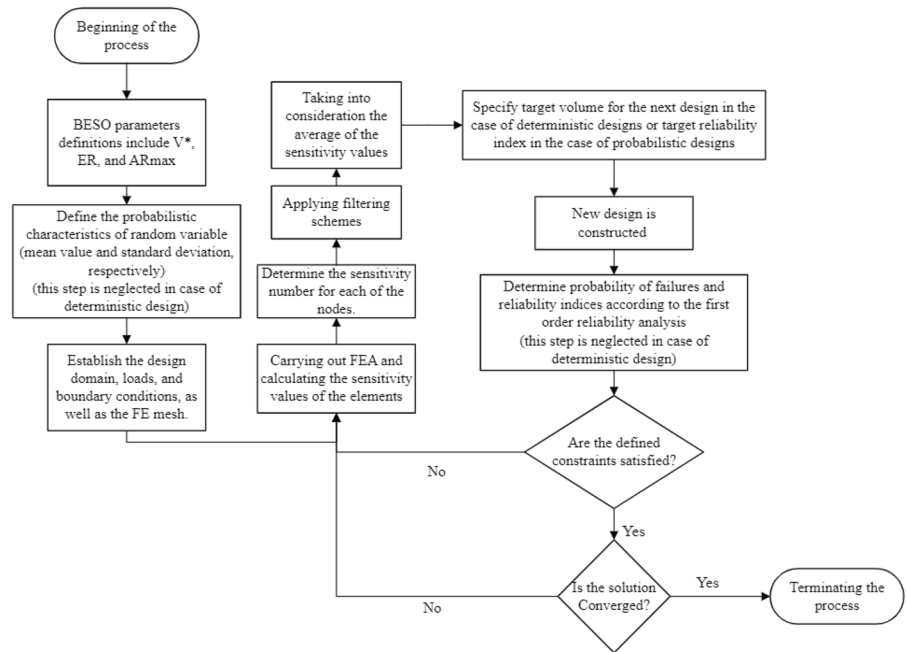 Beginning of the
process
BESO parameters
definitions include V*,
ER, and ARmax
Define the probabilistic
characteristics of random variable
(mean value and standard deviation,
respectively)
(this step is neglected in case of
deterministic design)
Establish the design
domain, loads, and
boundary conditions, as
well as the FE mesh.
Carrying out FEA and
calculating the sensitivity
values of the elements
Determine the sensitivity
number for each of the
nodes.
Applying filtering
schemes
Taking into
consideration the
average of the
sensitivity values
Specify target volume for the next design in the
case of deterministic designs or target reliability
index in the case of probabilistic designs
New design is
constructed
Determine probability of failures and
reliability indices according to the first
order reliability analysis
(this step is neglected in case of
deterministic design)
Are the defined
constraints satisfied?
No
Yes
Is the solution
Converged?
No
Yes
Terminating the
process